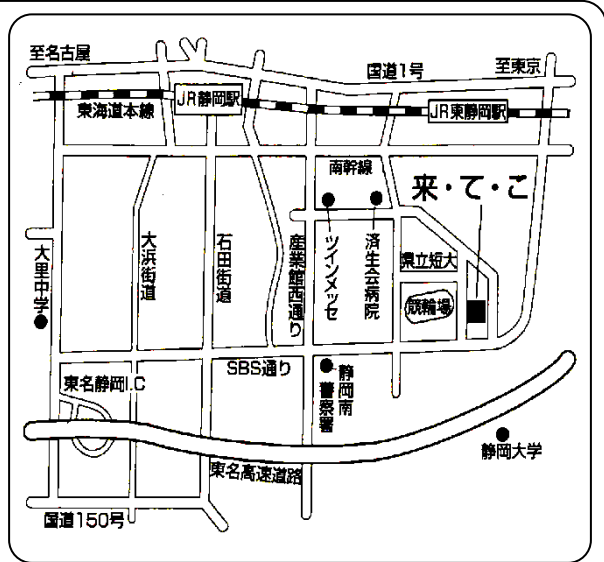 至名古屋
国道1号
至東京
東海道本線
JR静岡駅
JR東静岡駅
南幹線
来・て・こ
大里中学
大浜街道
石田街道
産業館西通り
ツインメッセ
済生会病院
県立短大
競輪場
SBS通り
静岡南
警察署
東名静岡I.C
東名高速道路
静岡大学
国道150号